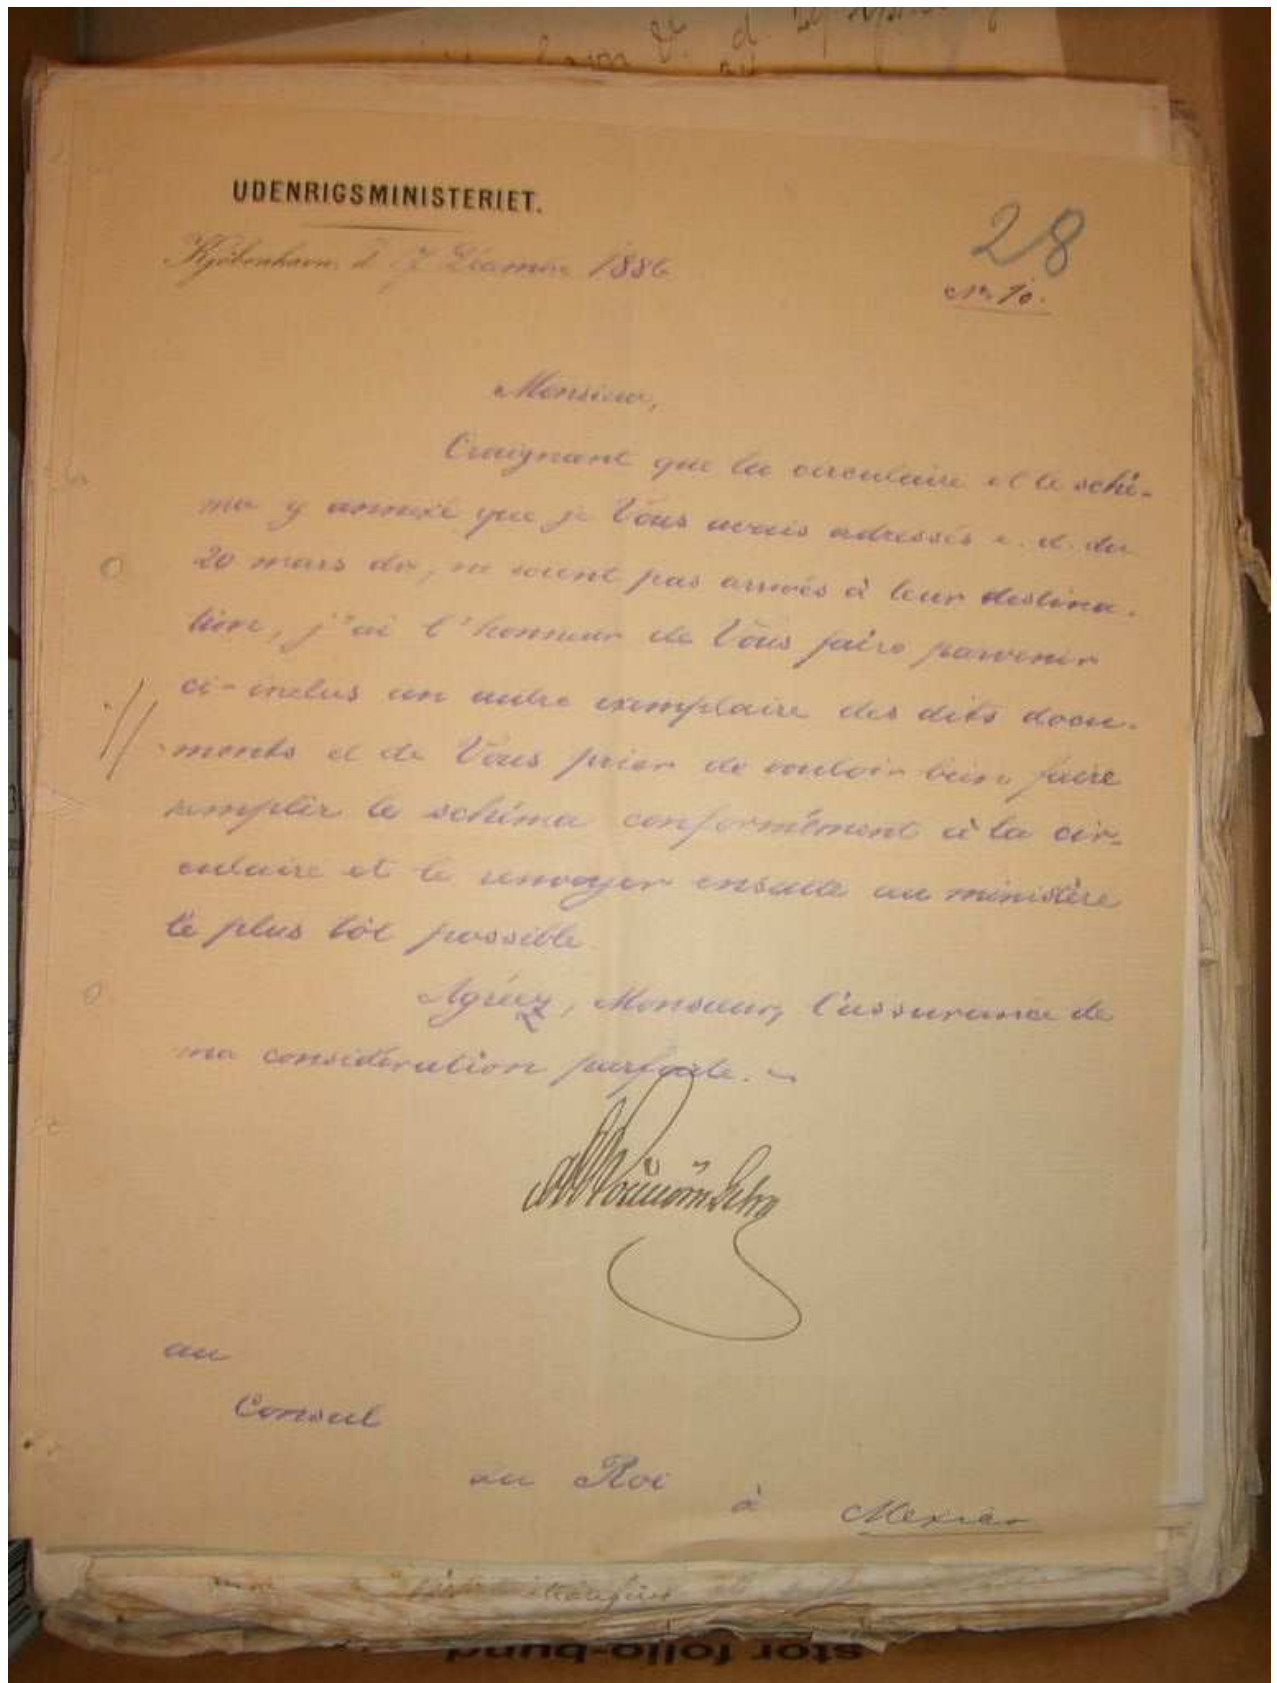 UDENRIGSMINISTERIET.
28
Kjöbenhavn d. 7 Décembre 1886
No 10.
Monsieur,
Craignant que la circulaire et le sché-
ma y annexé que je Vous avais adressés e. d. du
20 mars dr, ne soient pas arrivés à leur destina-
tion, j'ai l'honneur de Vous faire parvenir
ci-inclus un autre exemplaire des dits docu-
ments et de Vous prier de vouloir bien faire
remplir le schéma conformément à la cir-
culaire et le renvoyer ensuite au ministère
le plus tôt possible
Agréez, Monsieur, l'assurance de
ma considération parfaite.
au
Consul
du Roi
à Mexico
stor folio-bund